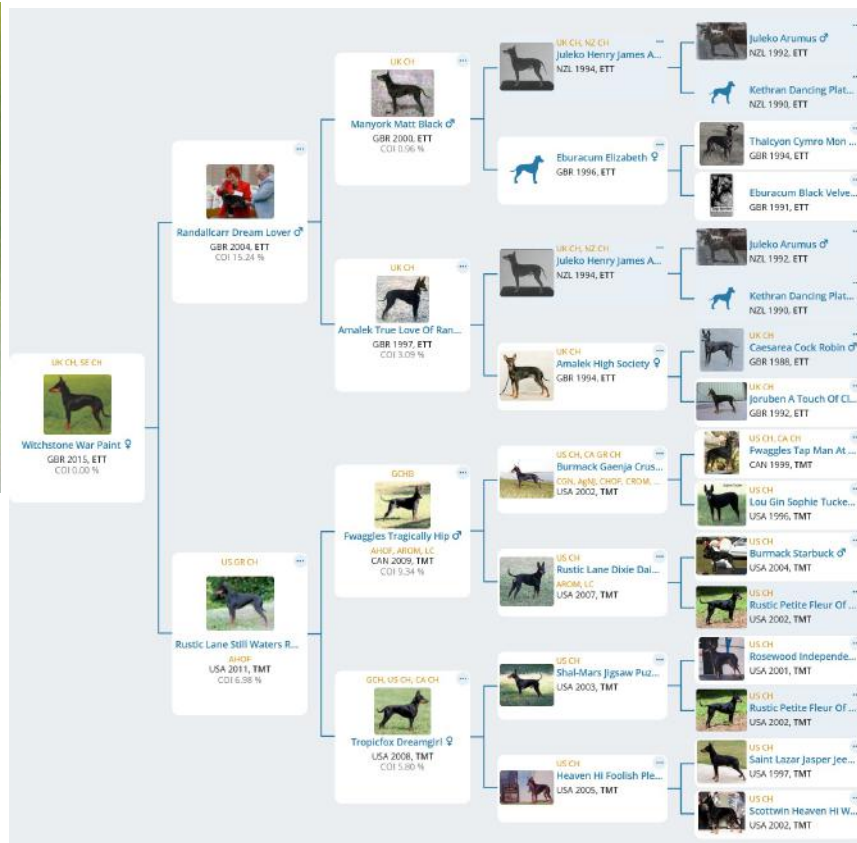 UK CH, SE CH
Witchstone War Paint ♀
GBR 2015, ETT
COI 0.00 %
Randallcarr Dream Lover ♂
GBR 2004, ETT
COI 15.24 %
US GR CH
Rustic Lane Still Waters R...
AHOF
USA 2011, TMT
COI 6.98 %
UK CH
Manyork Matt Black ♂
GBR 2000, ETT
COI 0.96 %
UK CH
Amalek True Love Of Ran...
GBR 1997, ETT
COI 3.09 %
GCHB
Fwaggles Tragically Hip ♂
AHOF, AROM, LC
CAN 2009, TMT
COI 9.34 %
GCH, US CH, CA CH
Tropicfox Dreamgirl ♀
USA 2008, TMT
COI 5.80 %
UK CH, NZ CH
Juleko Henry James A...
NZL 1994, ETT
Eburacum Elizabeth ♀
GBR 1996, ETT
UK CH, NZ CH
Juleko Henry James A...
NZL 1994, ETT
UK CH
Amalek High Society ♀
GBR 1994, ETT
US CH, CA GR CH
Burmack Gaenja Crus...
CGN, AgNJ, CHOF, CROM, ...
USA 2002, TMT
US CH
Rustic Lane Dixie Dai...
AROM, LC
USA 2007, TMT
US CH
Shal-Mars Jigsaw Puz...
USA 2003, TMT
US CH
Heaven Hi Foolish Ple...
USA 2005, TMT
Juleko Arumus ♂
NZL 1992, ETT
Kethran Dancing Plat...
NZL 1990, ETT
Thalcyon Cymro Mon ...
GBR 1994, ETT
Eburacum Black Velve...
GBR 1991, ETT
Juleko Arumus ♂
NZL 1992, ETT
Kethran Dancing Plat...
NZL 1990, ETT
UK CH
Caesarea Cock Robin ♂
GBR 1988, ETT
UK CH
Joruben A Touch Of Cl...
GBR 1992, ETT
US CH, CA CH
Fwaggles Tap Man At ...
CAN 1999, TMT
US CH
Lou Gin Sophie Tucke...
USA 1996, TMT
US CH
Burmack Starbuck ♂
USA 2004, TMT
US CH
Rustic Petite Fleur Of ...
USA 2002, TMT
US CH
Rosewood Independe...
USA 2001, TMT
US CH
Rustic Petite Fleur Of ...
USA 2002, TMT
US CH
Saint Lazar Jasper Jee...
USA 1997, TMT
US CH
Scottwin Heaven Hi W...
USA 2002, TMT